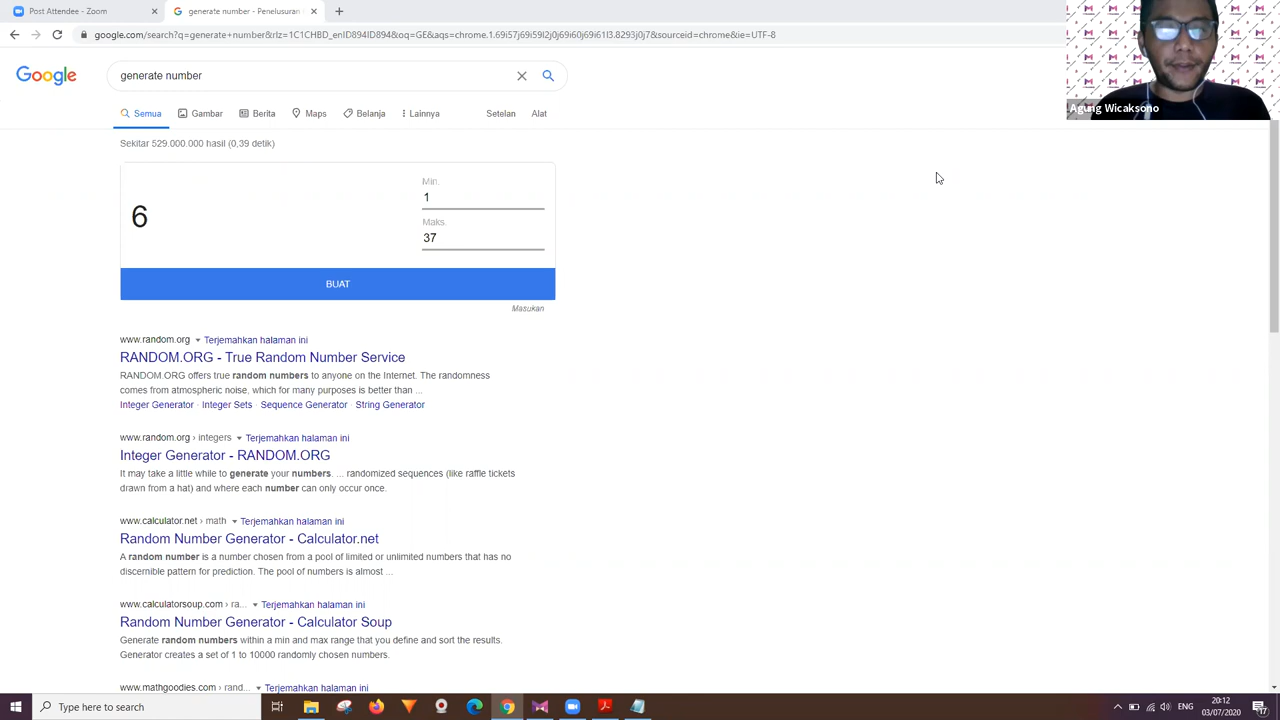 Post Attendee - Zoom
generate number - Penelusuran
google.com/search?q=generate+number&rlz=1C1CHBD_enID894ID894&oq=GE&aqs=chrome.1.69i57j69i59l2j0j69i60j69i61l3.8293j0j7&sourceid=chrome&ie=UTF-8
Google
generate number
Semua Gambar Berita Maps Belanja Lainnya Setelan Alat
Sekitar 529.000.000 hasil (0,39 detik)
Min.
1
6
Maks
37
BUAT
Masukan
www.random.org Terjemahkan halaman ini
RANDOM.ORG - True Random Number Service
RANDOM.ORG offers true random numbers to anyone on the Internet. The randomness
comes from atmospheric noise, which for many purposes is better than ...
Integer Generator · Integer Sets · Sequence Generator · String Generator
www.random.org › integers Terjemahkan halaman ini
Integer Generator - RANDOM.ORG
It may take a little while to generate your numbers. ... randomized sequences (like raffle tickets
drawn from a hat) and where each number can only occur once.
www.calculator.net › math Terjemahkan halaman ini
Random Number Generator - Calculator.net
A random number is a number chosen from a pool of limited or unlimited numbers that has no
discernible pattern for prediction. The pool of numbers is almost ...
www.calculatorsoup.com › ra... Terjemahkan halaman ini
Random Number Generator - Calculator Soup
Generate random numbers within a min and max range that you define and sort the results.
Generator creates a set of 1 to 10000 randomly chosen numbers.
www.mathgoodies.com › rand... Terjemahkan halaman ini
Agung Wicaksono
Type here to search
ENG
20:12
03/07/2020
17